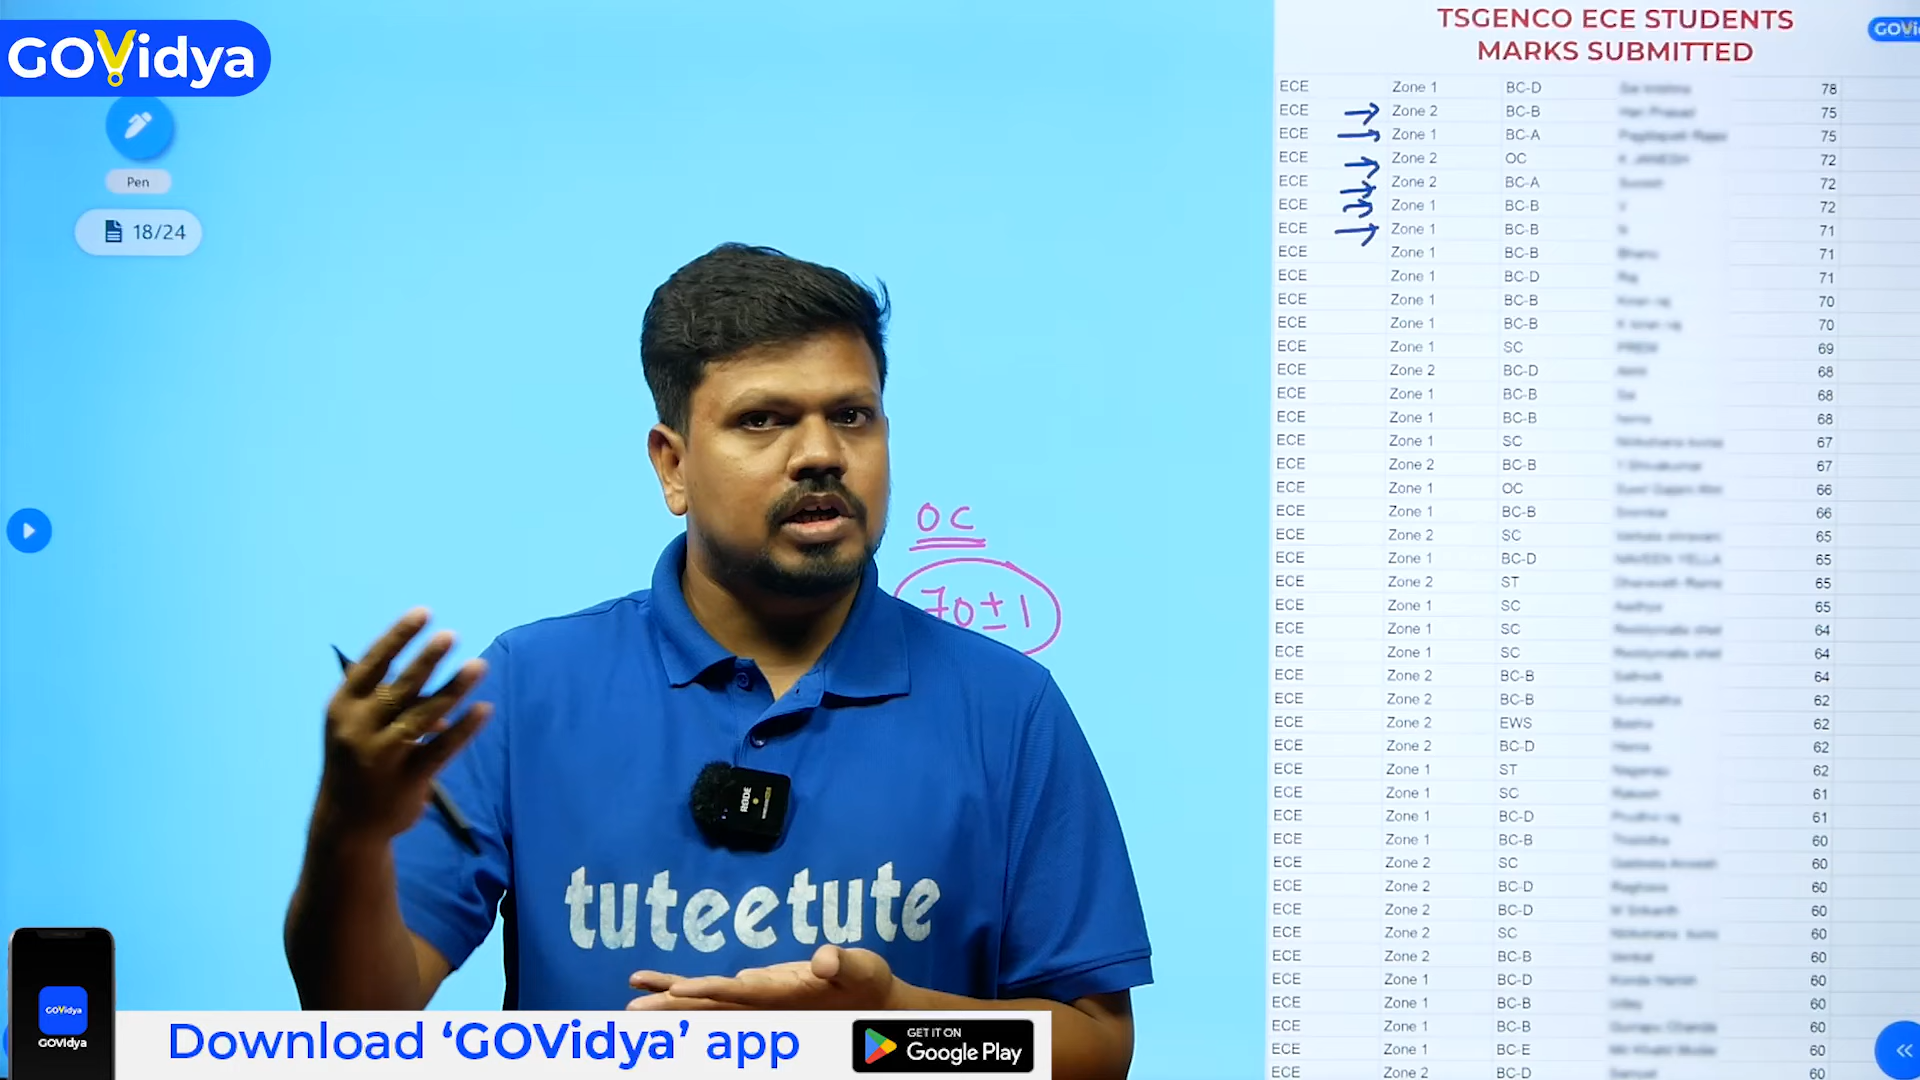 GOVidya
TSGENCO ECE STUDENTS
MARKS SUBMITTED
GOVi
Pen
18/24
ECE Zone 1 BC-D 78
ECE Zone 2 BC-B 75
ECE Zone 1 BC-A 75
ECE Zone 2 OC 72
ECE Zone 2 BC-A 72
ECE Zone 1 BC-B 72
ECE Zone 1 BC-B 71
ECE Zone 1 BC-B 71
ECE Zone 1 BC-D 71
ECE Zone 1 BC-B 70
ECE Zone 1 BC-B 70
ECE Zone 1 SC 69
ECE Zone 2 BC-D 68
ECE Zone 1 BC-B 68
ECE Zone 1 BC-B 68
ECE Zone 1 SC 67
ECE Zone 2 BC-B 67
ECE Zone 1 OC 66
ECE Zone 1 BC-B 66
ECE Zone 2 SC 65
ECE Zone 1 BC-D 65
ECE Zone 2 ST 65
ECE Zone 1 SC 65
ECE Zone 1 SC 64
ECE Zone 1 SC 64
ECE Zone 2 BC-B 64
ECE Zone 2 BC-B 62
ECE Zone 2 EWS 62
ECE Zone 2 BC-D 62
ECE Zone 1 ST 62
ECE Zone 1 SC 61
ECE Zone 1 BC-D 61
ECE Zone 1 BC-B 60
ECE Zone 2 SC 60
ECE Zone 2 BC-D 60
ECE Zone 2 BC-D 60
ECE Zone 2 SC 60
ECE Zone 2 BC-B 60
ECE Zone 1 BC-D 60
ECE Zone 1 BC-B 60
ECE Zone 1 BC-B 60
ECE Zone 1 BC-E 60
ECE Zone 2 BC-D 60
OC
70±1
RODE
tuteetute
GOVidya
GOVidya
Download 'GOVidya' app
GET IT ON
Google Play